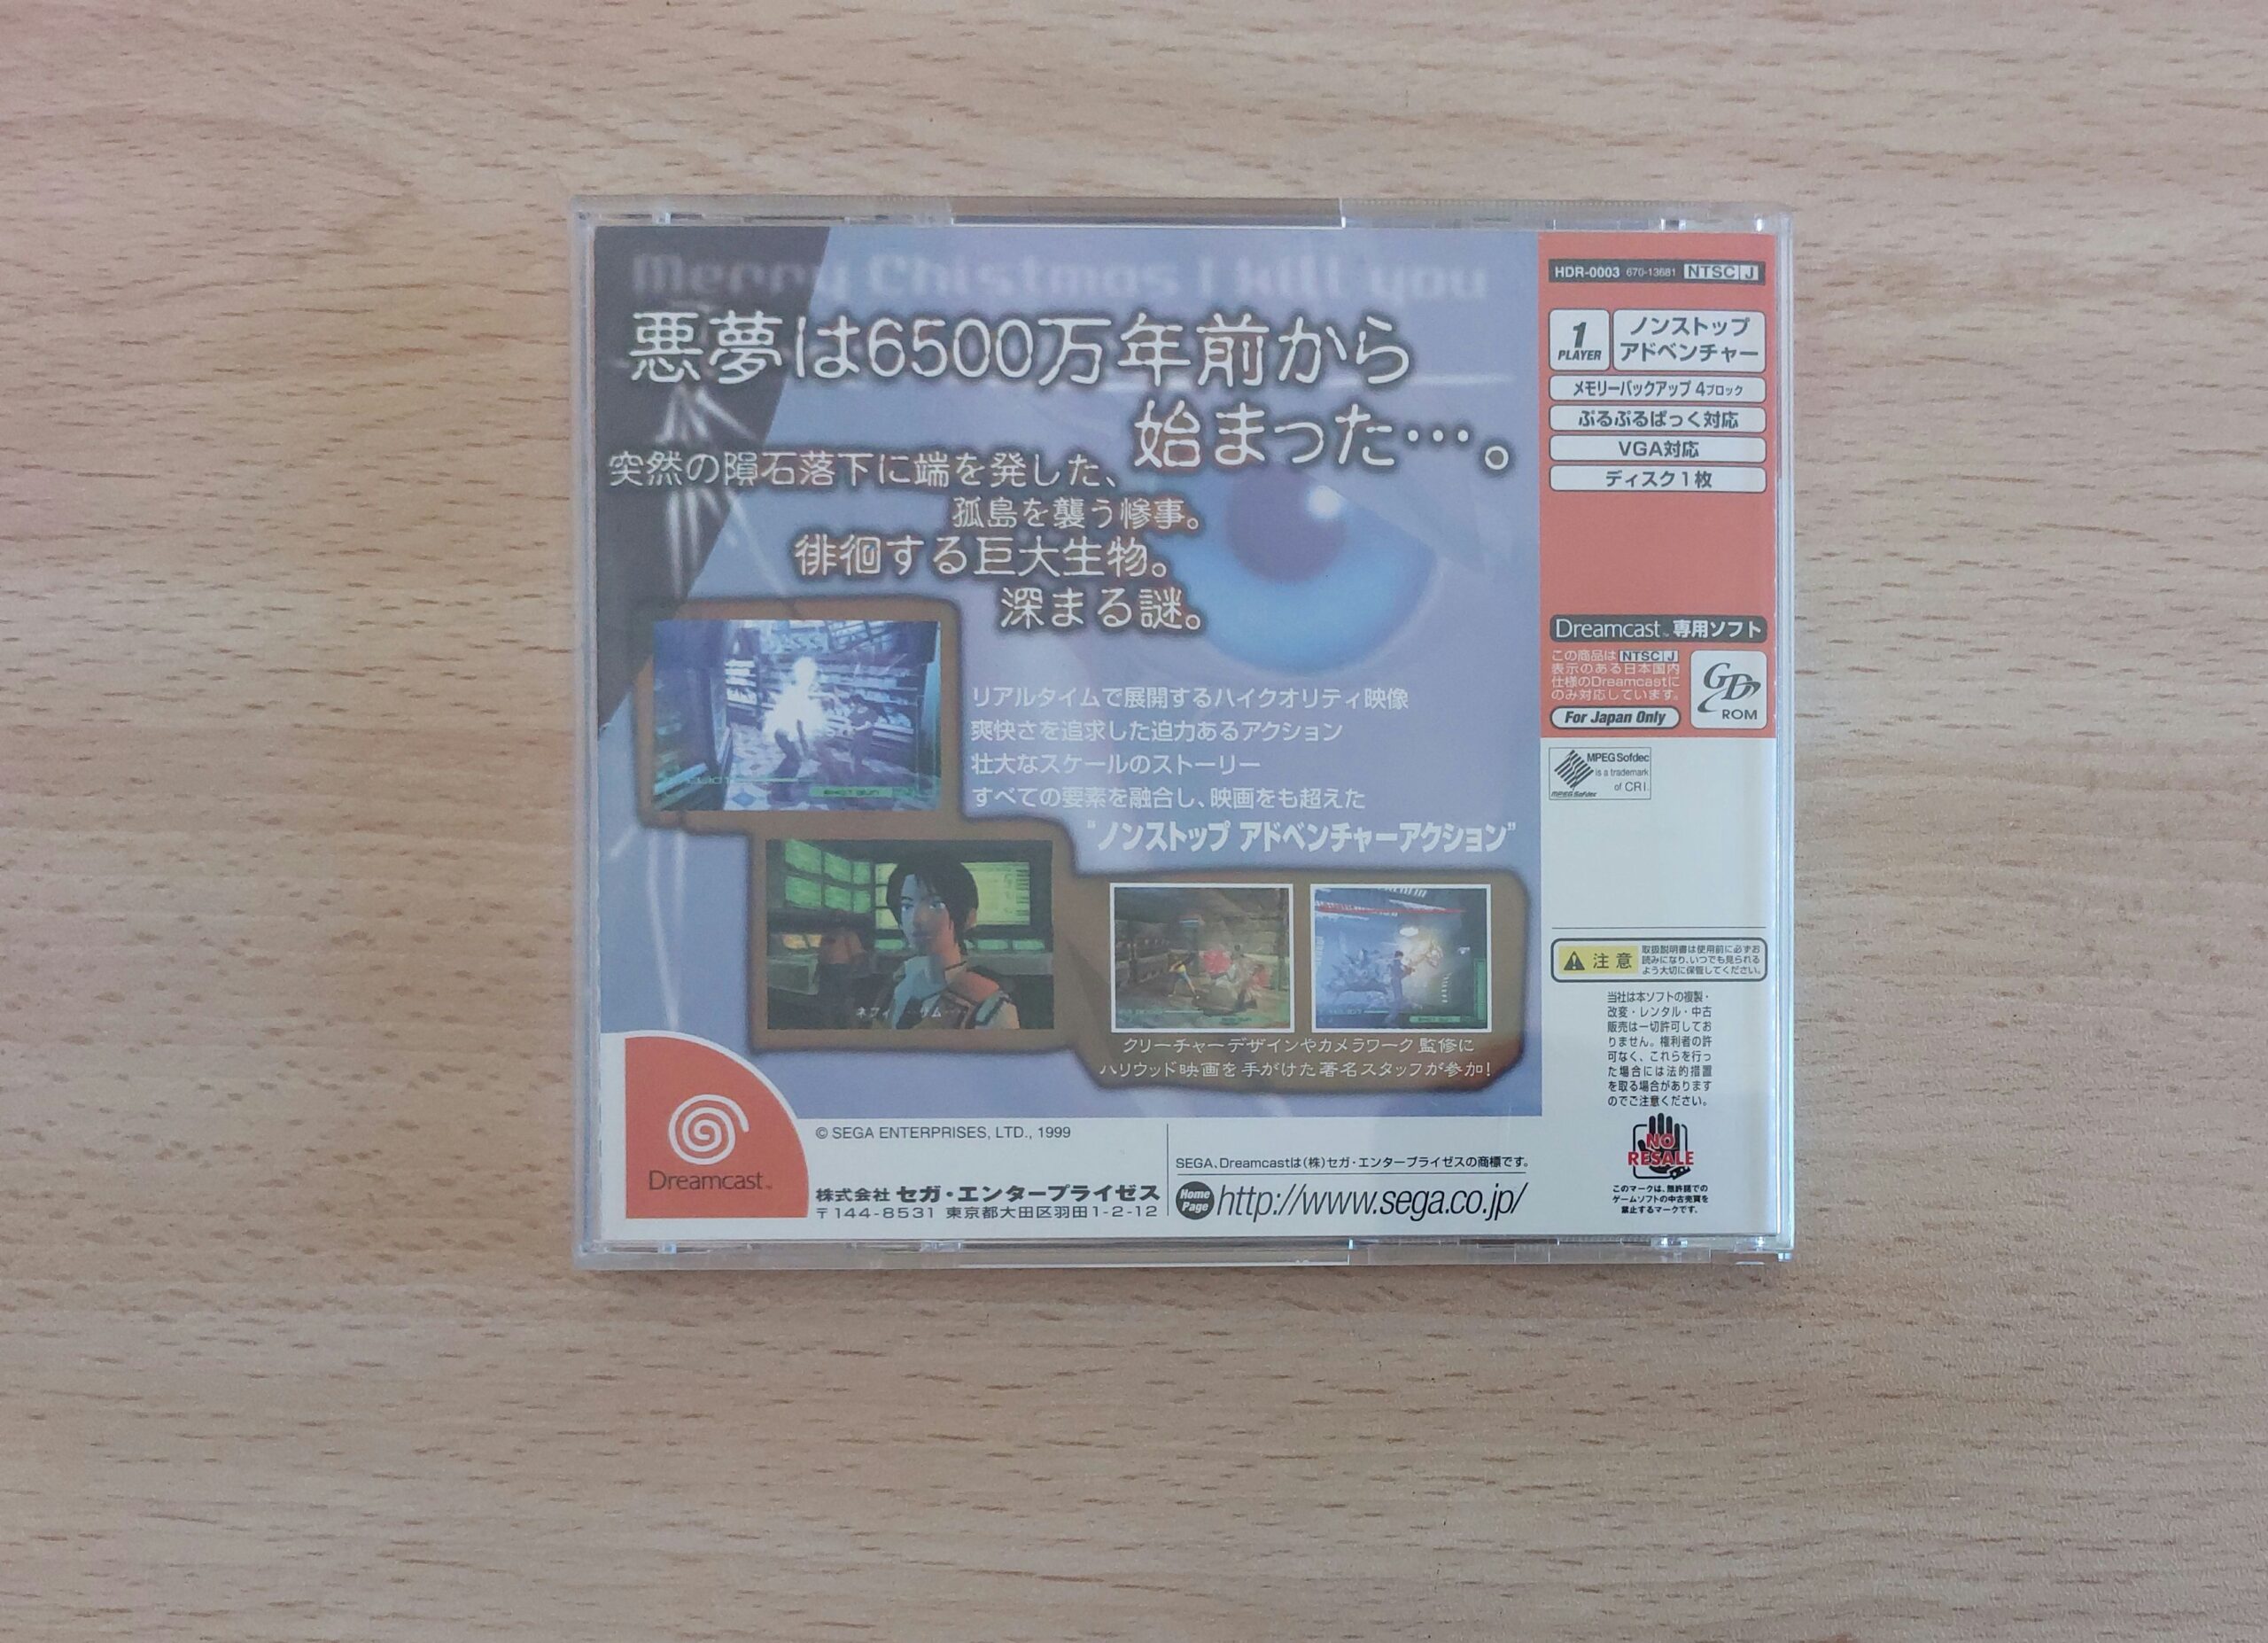 Merry Chistmas I kill you
悪夢は6500万年前から
始まった…。
突然の隕石落下に端を発した、
孤島を襲う惨事。
徘徊する巨大生物。
深まる謎。
リアルタイムで展開するハイクオリティ映像
爽快さを追求した迫力あるアクション
壮大なスケールのストーリー
すべての要素を融合し、映画をも超えた
"ノンストップ アドベンチャーアクション"
クリーチャーデザインやカメラワーク監修に
ハリウッド映画を手がけた著名スタッフが参加!
Dreamcast™
© SEGA ENTERPRISES, LTD., 1999
株式会社 セガ・エンタープライゼス
〒144-8531 東京都大田区羽田1-2-12
SEGA、Dreamcastは(株)セガ・エンタープライゼスの商標です。
Home Page http://www.sega.co.jp/
HDR-0003 670-13681 NTSC J
1 PLAYER
ノンストップ
アドベンチャー
メモリーバックアップ 4ブロック
ぷるぷるぱっく対応
VGA対応
ディスク1枚
Dreamcast™ 専用ソフト
この商品は NTSC J
表示のある日本国内
仕様のDreamcastに
のみ対応しています。
For Japan Only
GD
ROM
MPEG Sofdec
is a trademark
of CRI.
MPEG Sofdec
注意
取扱説明書は使用前に必ずお
読みになり、いつでも見られる
よう大切に保管してください。
当社は本ソフトの複製・
改変・レンタル・中古
販売は一切許可してお
りません。権利者の許
可なく、これらを行っ
た場合には法的措置
を取る場合があります
のでご注意ください。
NO
RESALE
このマークは、無許諾での
ゲームソフトの中古売買を
禁止するマークです。